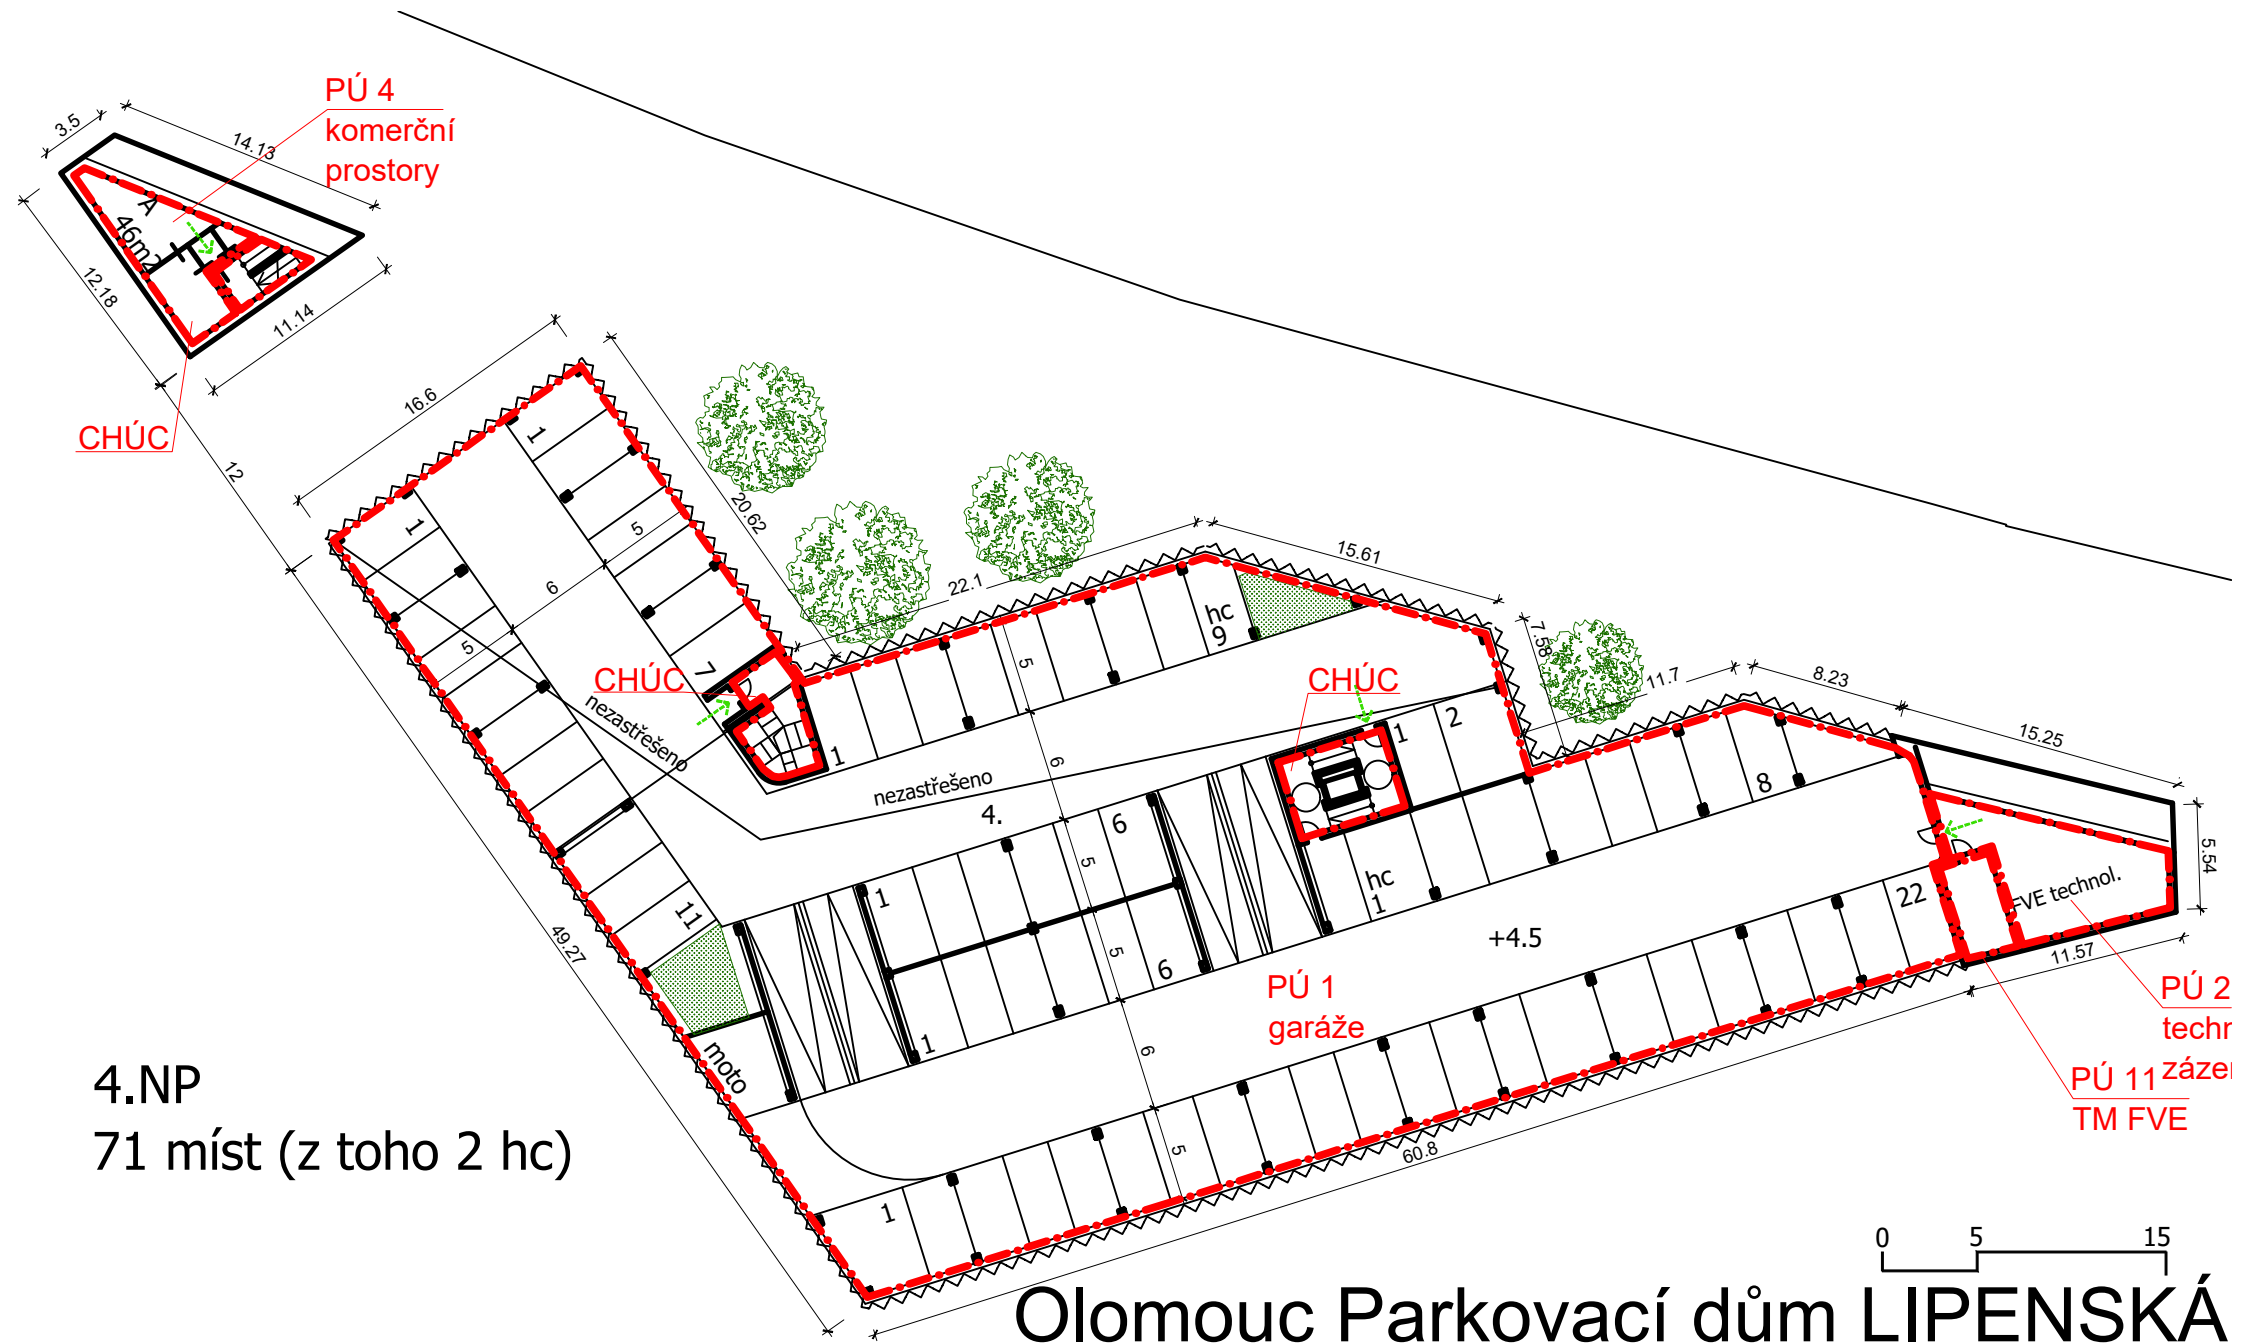 PÚ 4
komerční
prostory
3.5
14.13
A
46m2
12.18
11.14
CHÚC
12
16.6
20.62
1
1
5
6
5
7
11
nezastřešeno
CHÚC
22.1
15.61
7.58
11.7
8.23
15.25
5.54
11.57
hc
9
5
1
6
nezastřešeno
4.
CHÚC
1
2
8
6
1
5
hc
1
5
6
1
+4.5
22
FVE technol.
PÚ 1
garáže
PÚ 2
PÚ 11
TM FVE
49.27
moto
6
5
1
60.8
4.NP
71 míst (z toho 2 hc)
0 5 15
Olomouc Parkovací dům LIPENSKÁ